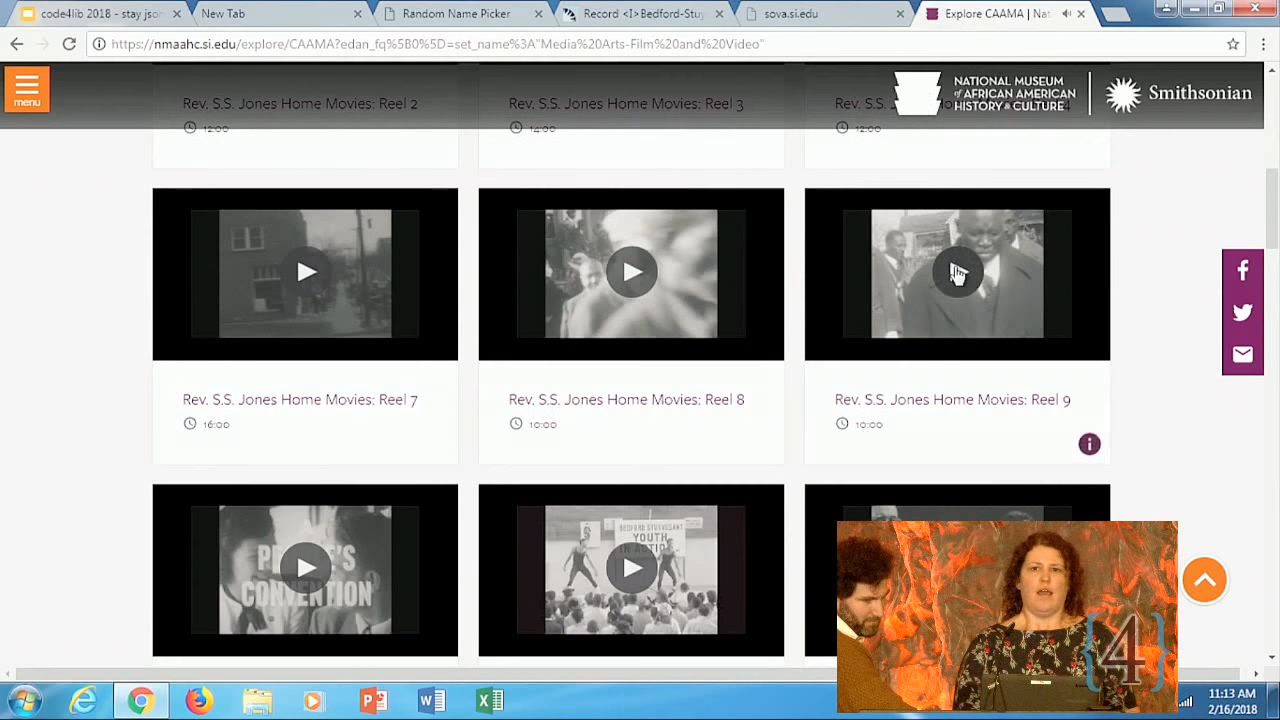 code4lib 2018 - stay json
New Tab
Random Name Picker
Record <I>Bedford-Stuy
sova.si.edu
Explore CAAMA | Nat
https://nmaahc.si.edu/explore/CAAMA?edan_fq%5B0%5D=set_name%3A"Media%20Arts-Film%20and%20Video"
menu
NATIONAL MUSEUM
of AFRICAN AMERICAN
HISTORY & CULTURE
Smithsonian
Rev. S.S. Jones Home Movies: Reel 2
Rev. S.S. Jones Home Movies: Reel 3
Rev. S.S. Jo
4
12:00
14:00
12:00
Rev. S.S. Jones Home Movies: Reel 7
Rev. S.S. Jones Home Movies: Reel 8
Rev. S.S. Jones Home Movies: Reel 9
16:00
10:00
10:00
i
CONVENTION
BEDFORD STUYVESANT
YOUTH
IN ACTION
{4}
11:13 AM
2/16/2018